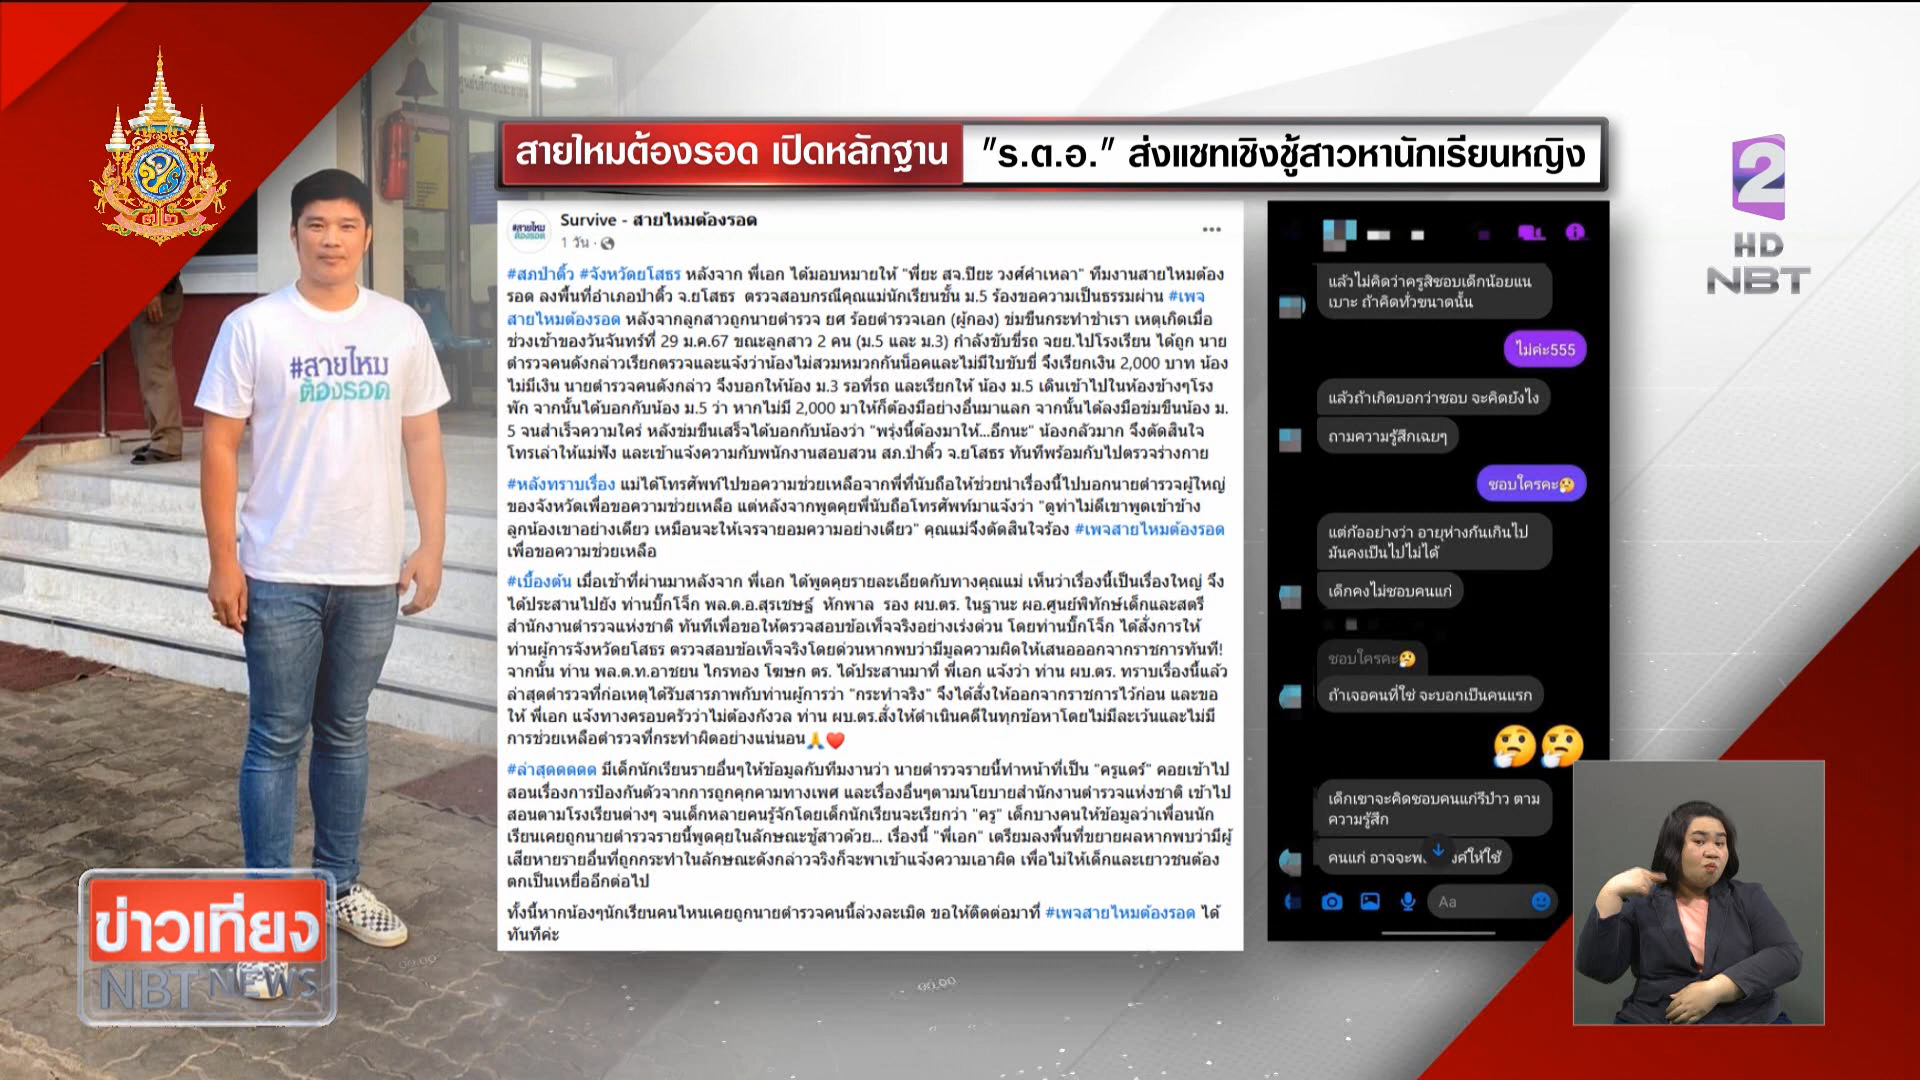 สายไหมต้องรอด เปิดหลักฐาน "ร.ต.อ." ส่งแชทเชิงชู้สาวหานักเรียนหญิง
2
HD
NBT
#สายไหม
ต้องรอด
#สายไหม
ต้องรอด
Survive - สายไหมต้องรอด
1 วัน ·
#สภป่าติ้ว #จังหวัดยโสธร หลังจาก พี่เอก ได้มอบหมายให้ "พี่ยะ สจ.ปิยะ วงศ์คำเหลา" ทีมงานสายไหมต้อง
รอด ลงพื้นที่อำเภอป่าติ้ว จ.ยโสธร ตรวจสอบกรณีคุณแม่นักเรียนชั้น ม.5 ร้องขอความเป็นธรรมผ่าน #เพจ
สายไหมต้องรอด หลังจากลูกสาวถูกนายตำรวจ ยศ ร้อยตำรวจเอก (ผู้กอง) ข่มขืนกระทำชำเรา เหตุเกิดเมื่อ
ช่วงเช้าของวันจันทร์ที่ 29 ม.ค.67 ขณะลูกสาว 2 คน (ม.5 และ ม.3) กำลังขับขี่รถ จยย.ไปโรงเรียน ได้ถูก นาย
ตำรวจคนดังกล่าวเรียกตรวจและแจ้งว่าน้องไม่สวมหมวกกันน็อคและไม่มีใบขับขี่ จึงเรียกเงิน 2,000 บาท น้อง
ไม่มีเงิน นายตำรวจคนดังกล่าว จึงบอกให้น้อง ม.3 รอที่รถ และเรียกให้ น้อง ม.5 เดินเข้าไปในห้องข้างๆโรง
พัก จากนั้นได้บอกกับน้อง ม.5 ว่า หากไม่มี 2,000 มาให้ก็ต้องมีอย่างอื่นมาแลก จากนั้นได้ลงมือข่มขืนน้อง ม.
5 จนสำเร็จความใคร่ หลังข่มขืนเสร็จได้บอกกับน้องว่า "พรุ่งนี้ต้องมาให้...อีกนะ" น้องกลัวมาก จึงตัดสินใจ
โทรเล่าให้แม่ฟัง และเข้าแจ้งความกับพนักงานสอบสวน สภ.ป่าติ้ว จ.ยโสธร ทันทีพร้อมกับไปตรวจร่างกาย
#หลังทราบเรื่อง แม่ได้โทรศัพท์ไปขอความช่วยเหลือจากพี่ที่นับถือให้ช่วยนำเรื่องนี้ไปบอกนายตำรวจผู้ใหญ่
ของจังหวัดเพื่อขอความช่วยเหลือ แต่หลังจากพูดคุยพี่นับถือโทรศัพท์มาแจ้งว่า "ดูท่าไม่ดีเขาพูดเข้าข้าง
ลูกน้องเขาอย่างเดียว เหมือนจะให้เจรจายอมความอย่างเดียว" คุณแม่จึงตัดสินใจร้อง #เพจสายไหมต้องรอด
เพื่อขอความช่วยเหลือ
#เบื้องต้น เมื่อเช้าที่ผ่านมาหลังจาก พี่เอก ได้พูดคุยรายละเอียดกับทางคุณแม่ เห็นว่าเรื่องนี้เป็นเรื่องใหญ่ จึง
ได้ประสานไปยัง ท่านบิ๊กโจ๊ก พล.ต.อ.สุรเชษฐ์ หักพาล รอง ผบ.ตร. ในฐานะ ผอ.ศูนย์พิทักษ์เด็กและสตรี
สำนักงานตำรวจแห่งชาติ ทันทีเพื่อขอให้ตรวจสอบข้อเท็จจริงอย่างเร่งด่วน โดยท่านบิ๊กโจ๊ก ได้สั่งการให้
ท่านผู้การจังหวัดยโสธร ตรวจสอบข้อเท็จจริงโดยด่วนหากพบว่ามีมูลความผิดให้เสนอออกจากราชการทันที!
จากนั้น ท่าน พล.ต.ท.อาชยน ไกรทอง โฆษก ตร. ได้ประสานมาที่ พี่เอก แจ้งว่า ท่าน ผบ.ตร. ทราบเรื่องนี้แล้ว
ล่าสุดตำรวจที่ก่อเหตุได้รับสารภาพกับท่านผู้การว่า "กระทำจริง" จึงได้สั่งให้ออกจากราชการไว้ก่อน และขอ
ให้ พี่เอก แจ้งทางครอบครัวว่าไม่ต้องกังวล ท่าน ผบ.ตร.สั่งให้ดำเนินคดีในทุกข้อหาโดยไม่มีละเว้นและไม่มี
การช่วยเหลือตำรวจที่กระทำผิดอย่างแน่นอน🙏❤️
#ล่าสุดดดดด มีเด็กนักเรียนรายอื่นๆให้ข้อมูลกับทีมงานว่า นายตำรวจรายนี้ทำหน้าที่เป็น "ครูแดร์" คอยเข้าไป
สอนเรื่องการป้องกันตัวจากการถูกคุกคามทางเพศ และเรื่องอื่นๆตามนโยบายสำนักงานตำรวจแห่งชาติ เข้าไป
สอนตามโรงเรียนต่างๆ จนเด็กหลายคนรู้จักโดยเด็กนักเรียนจะเรียกว่า "ครู" เด็กบางคนให้ข้อมูลว่าเพื่อนนัก
เรียนเคยถูกนายตำรวจรายนี้พูดคุยในลักษณะชู้สาวด้วย... เรื่องนี้ "พี่เอก" เตรียมลงพื้นที่ขยายผลหากพบว่ามีผู้
เสียหายรายอื่นที่ถูกกระทำในลักษณะดังกล่าวจริงก็จะพาเข้าแจ้งความเอาผิด เพื่อไม่ให้เด็กและเยาวชนต้อง
ตกเป็นเหยื่ออีกต่อไป
ทั้งนี้หากน้องๆนักเรียนคนไหนเคยถูกนายตำรวจคนนี้ล่วงละเมิด ขอให้ติดต่อมาที่ #เพจสายไหมต้องรอด ได้
ทันทีค่ะ
แล้วไม่คิดว่าครูสิชอบเด็กน้อยแน
เบาะ ถ้าคิดทั่วขนาดนั้น
ไม่ค่ะ555
แล้วถ้าเกิดบอกว่าชอบ จะคิดยังไง
ถามความรู้สึกเฉยๆ
ชอบใครคะ🤔
แต่ก้ออย่างว่า อายุห่างกันเกินไป
มันคงเป็นไปไม่ได้
เด็กคงไม่ชอบคนแก่
ชอบใครคะ🤔
ถ้าเจอคนที่ใช่ จะบอกเป็นคนแรก
🤔🤔
เด็กเขาจะคิดชอบคนแก่รึป่าว ตาม
ความรู้สึก
คนแก่ อาจจะ
Aa
ข่าวเที่ยง
NBT NEWS